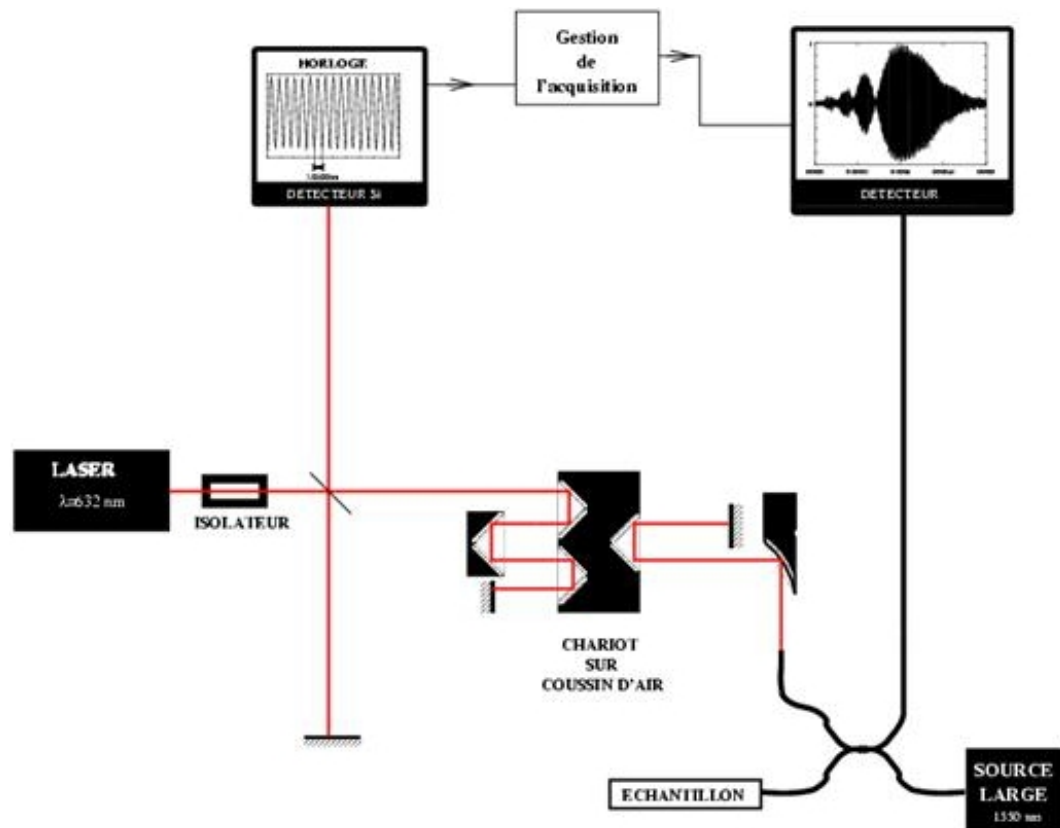 HORLOGE
DETECTEUR Si
Gestion
de
l'acquisition
DETECTEUR
LASER
λ=632 nm
ISOLATEUR
CHARIOT
SUR
COUSSIN D'AIR
ECHANTILLON
SOURCE
LARGE
1550 nm